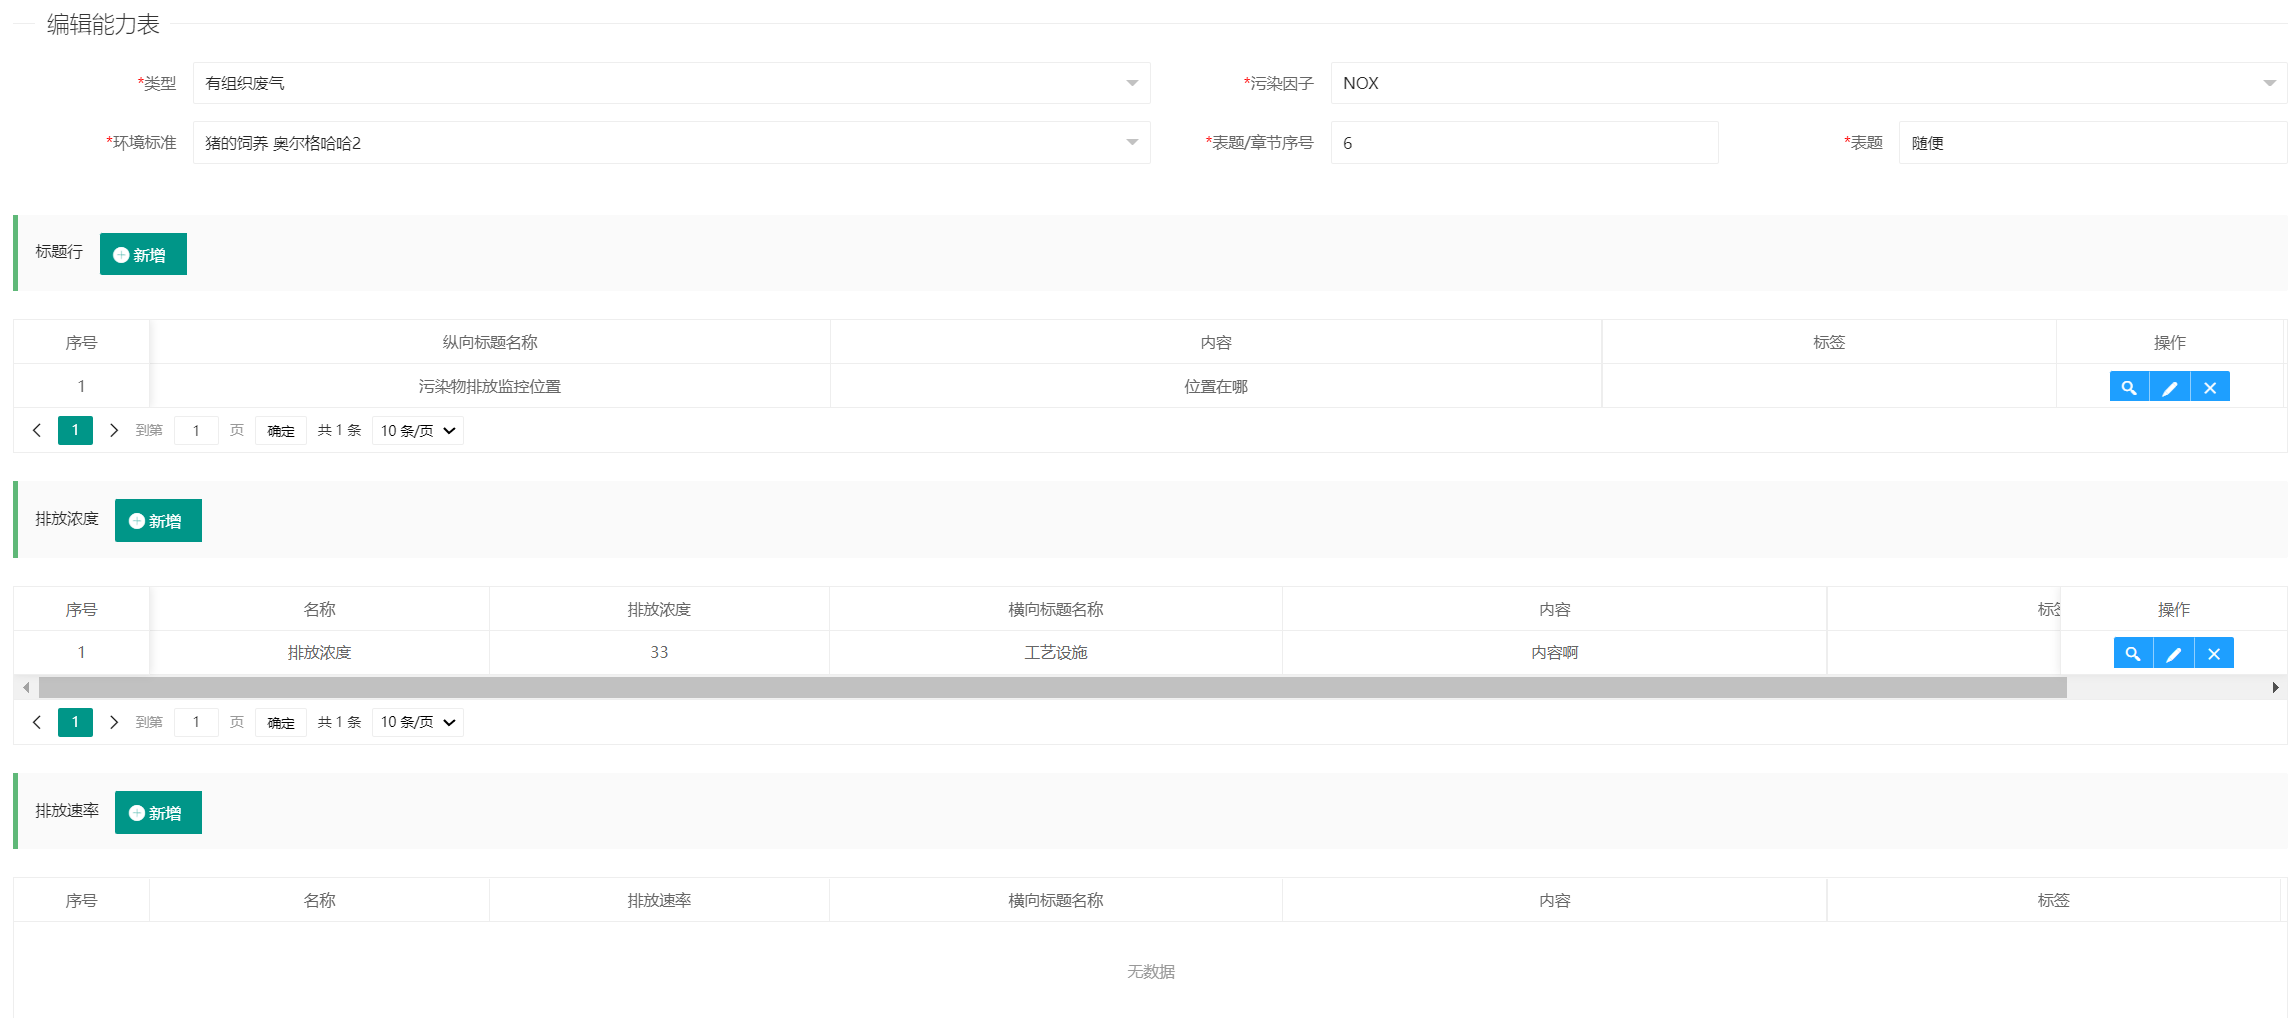 编辑能力表
*类型 有组织废气 *污染因子 NOX
*环境标准 猪的饲养 奥尔格哈哈2 *表题/章节序号 6 *表题 随便
标题行 新增
序号 纵向标题名称 内容 标签 操作
1 污染物排放监控位置 位置在哪
1 到第 1 页 确定 共 1 条 10 条/页
排放浓度 新增
序号 名称 排放浓度 横向标题名称 内容 标签 操作
1 排放浓度 33 工艺设施 内容啊
1 到第 1 页 确定 共 1 条 10 条/页
排放速率 新增
序号 名称 排放速率 横向标题名称 内容 标签
无数据